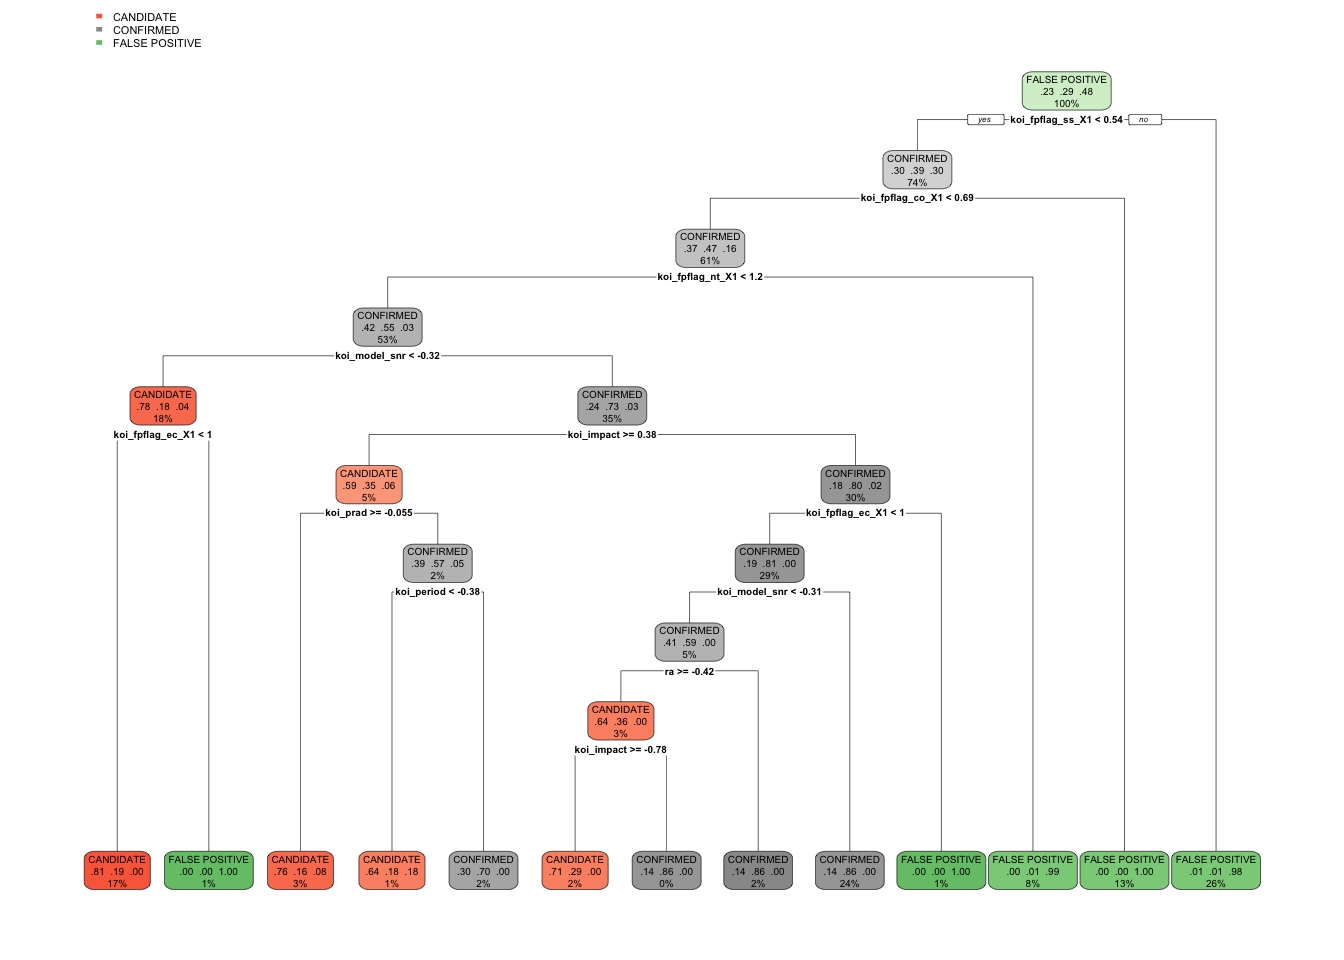 CANDIDATE
CONFIRMED
FALSE POSITIVE
FALSE POSITIVE
.23 .29 .48
100%
yes koi_fpflag_ss_X1 < 0.54 no
CONFIRMED
.30 .39 .30
74%
koi_fpflag_co_X1 < 0.69
CONFIRMED
.37 .47 .16
61%
koi_fpflag_nt_X1 < 1.2
CONFIRMED
.42 .55 .03
53%
koi_model_snr < -0.32
CANDIDATE
.78 .18 .04
18%
koi_fpflag_ec_X1 < 1
CONFIRMED
.24 .73 .03
35%
koi_impact >= 0.38
CANDIDATE
.59 .35 .06
5%
koi_prad >= -0.055
CONFIRMED
.18 .80 .02
30%
koi_fpflag_ec_X1 < 1
CONFIRMED
.39 .57 .05
2%
koi_period < -0.38
CONFIRMED
.19 .81 .00
29%
koi_model_snr < -0.31
CONFIRMED
.41 .59 .00
5%
ra >= -0.42
CANDIDATE
.64 .36 .00
3%
koi_impact >= -0.78
CANDIDATE
.81 .19 .00
17%
FALSE POSITIVE
.00 .00 1.00
1%
CANDIDATE
.76 .16 .08
3%
CANDIDATE
.64 .18 .18
1%
CONFIRMED
.30 .70 .00
2%
CANDIDATE
.71 .29 .00
2%
CONFIRMED
.14 .86 .00
0%
CONFIRMED
.14 .86 .00
2%
CONFIRMED
.14 .86 .00
24%
FALSE POSITIVE
.00 .00 1.00
1%
FALSE POSITIVE
.00 .01 .99
8%
FALSE POSITIVE
.00 .00 1.00
13%
FALSE POSITIVE
.01 .01 .98
26%